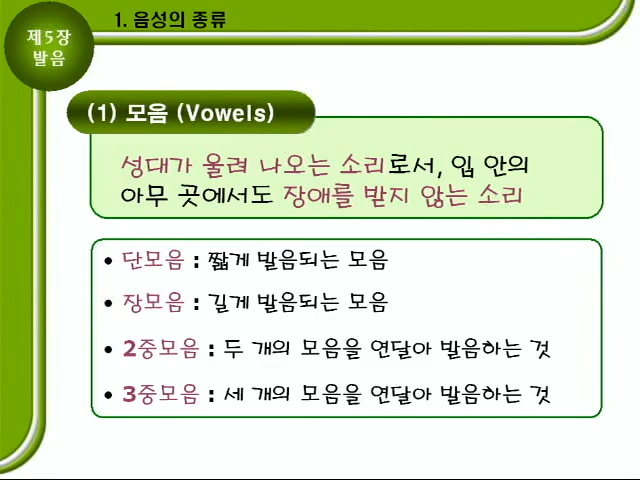 제5장
발음
1. 음성의 종류
(1) 모음 (Vowels)
성대가 울려 나오는 소리로서, 입 안의
아무 곳에서도 장애를 받지 않는 소리
• 단모음 : 짧게 발음되는 모음
• 장모음 : 길게 발음되는 모음
• 2중모음 : 두 개의 모음을 연달아 발음하는 것
• 3중모음 : 세 개의 모음을 연달아 발음하는 것